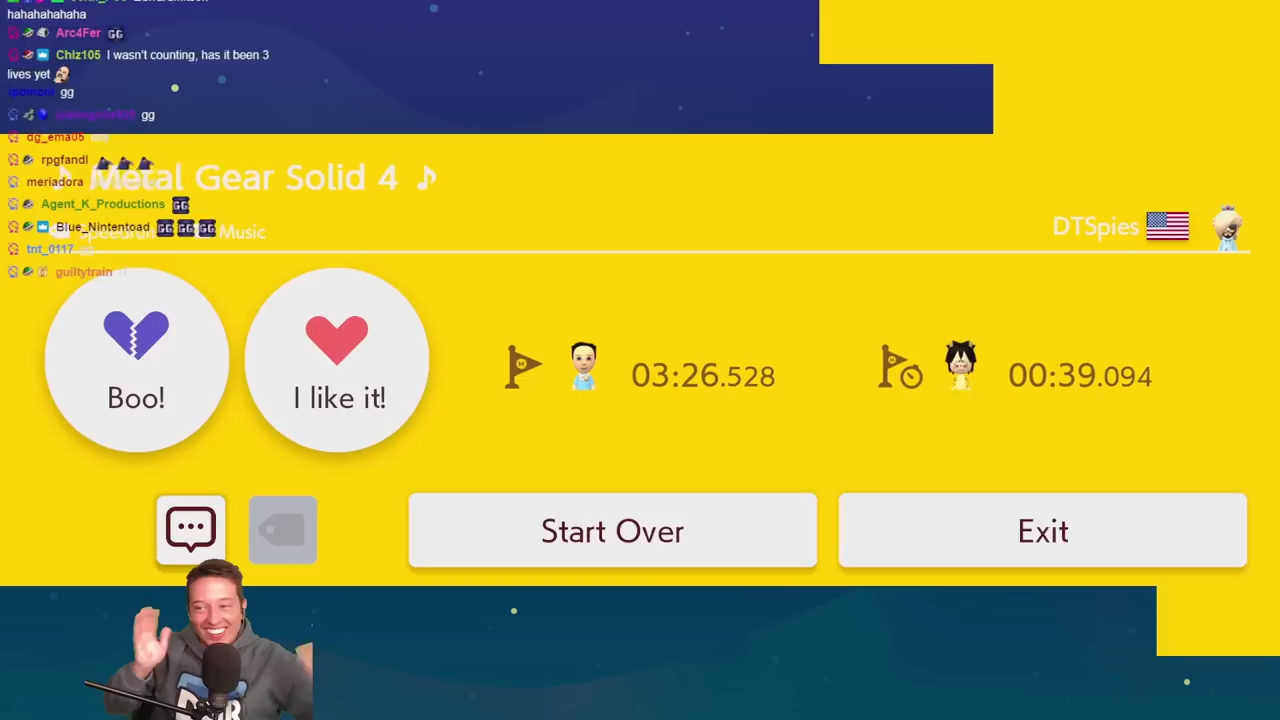 hahahahahaha
Arc4Fer GG
Chiz105 I wasn't counting, has it been 3
lives yet
gg
gg
dg_ema05
rpgfandl
meriadora
♪ Metal Gear Solid 4 ♪
Agent_K_Productions GG
Blue_Nintentoad GG GG GG
Music
DTSpies
tnt_0117
guiltytrain
Boo!
I like it!
03:26.528
00:39.094
Start Over
Exit